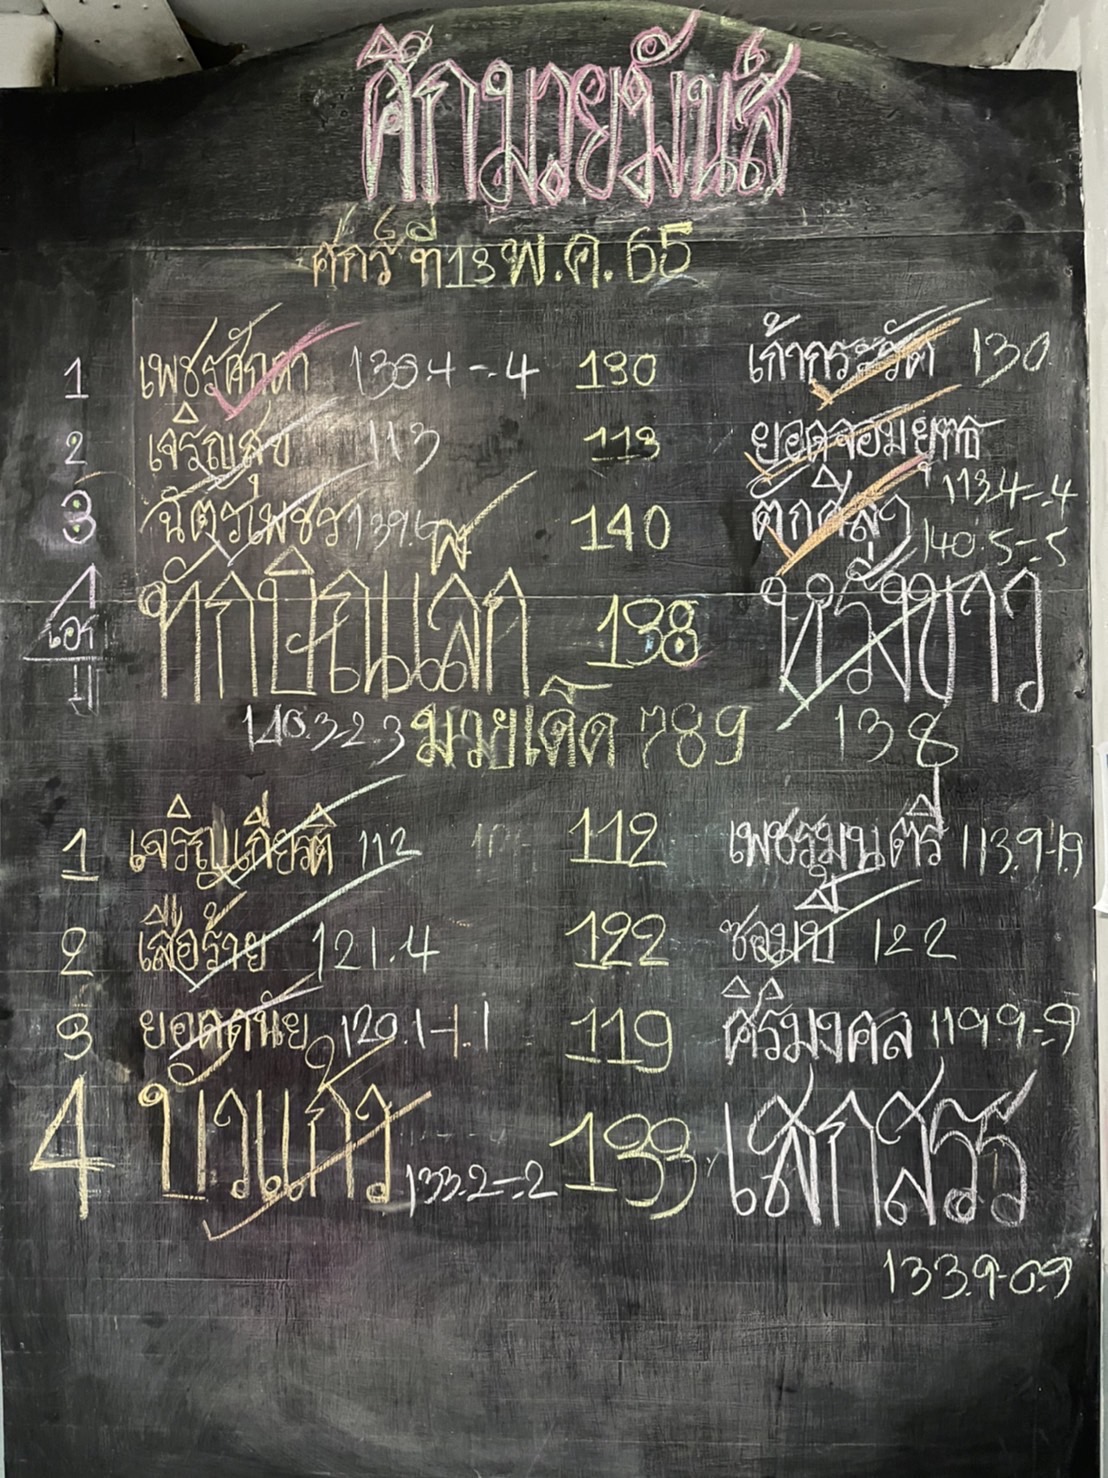 ศึกมวยมันส์
ศุกร์ ที่ 13 พ.ค. 65
1 เพชรศักดา 130.4-.4 130 เก้ากะรัต 130
2 เจริญสุข 113 113 ยอดจอมยุทธ 113.4-.4
3 ฉัตรเพชร 139.6 140 ตักศิลา 140.5-.5
4 เอก ทักษิณเล็ก 138 หรั่งขาว
140.3-2.3 มวยเด็ด 789 138
1 เจริญเกียรติ 112 112 เพชรมนตรี 113.9-1.9
2 เสือร้าย 121.4 122 ซอมบี้ 122
3 ยอดดนัย 120.1-1.1 119 ศิริมงคล 119.9-.9
4 บัวแก้ว 133.2-.2 133 เสกสรร
133.9-0.9